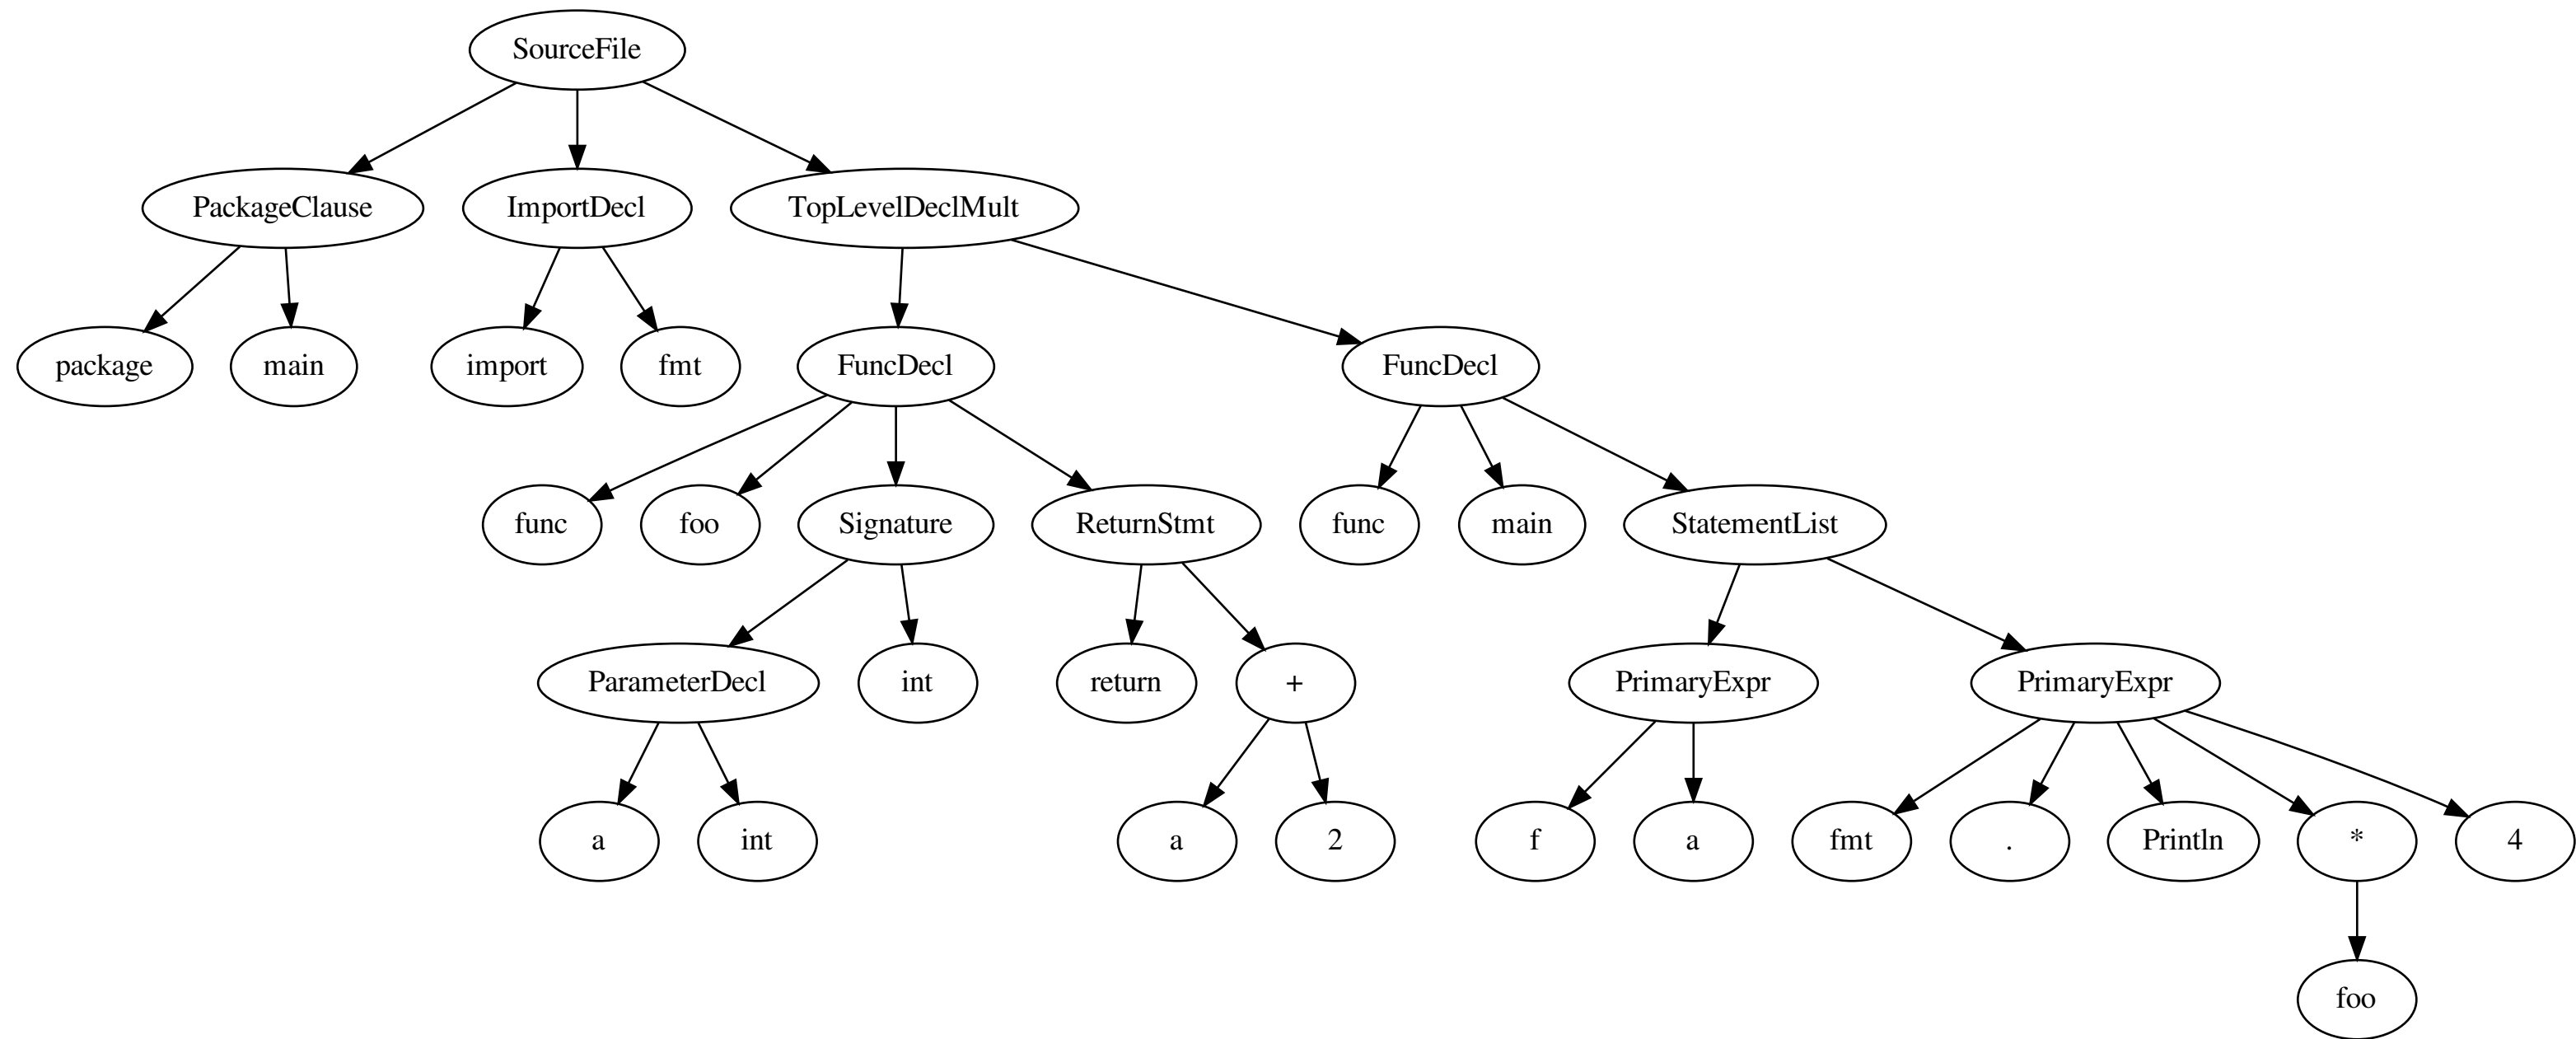 SourceFile
PackageClause
ImportDecl
TopLevelDeclMult
package
main
import
fmt
FuncDecl
FuncDecl
func
foo
Signature
ReturnStmt
func
main
StatementList
ParameterDecl
int
return
+
PrimaryExpr
PrimaryExpr
a
int
a
2
f
a
fmt
.
Println
*
4
foo